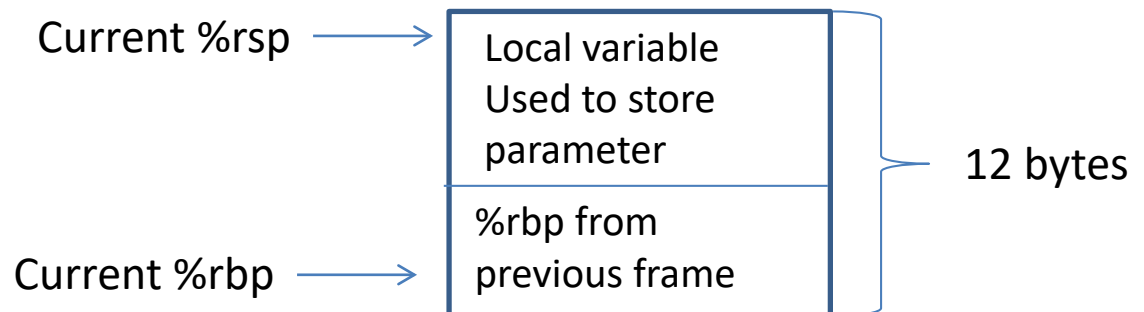 Current %rsp
Local variable
Used to store
parameter
12 bytes
%rbp from
previous frame
Current %rbp